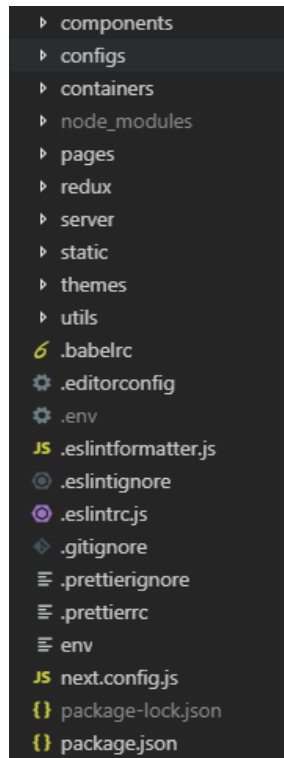 components
configs
containers
node_modules
pages
redux
server
static
themes
utils
.babelrc
.editorconfig
.env
JS .eslintformatter.js
.eslintignore
.eslintrc.js
.gitignore
.prettierignore
.prettierrc
env
JS next.config.js
{} package-lock.json
{} package.json